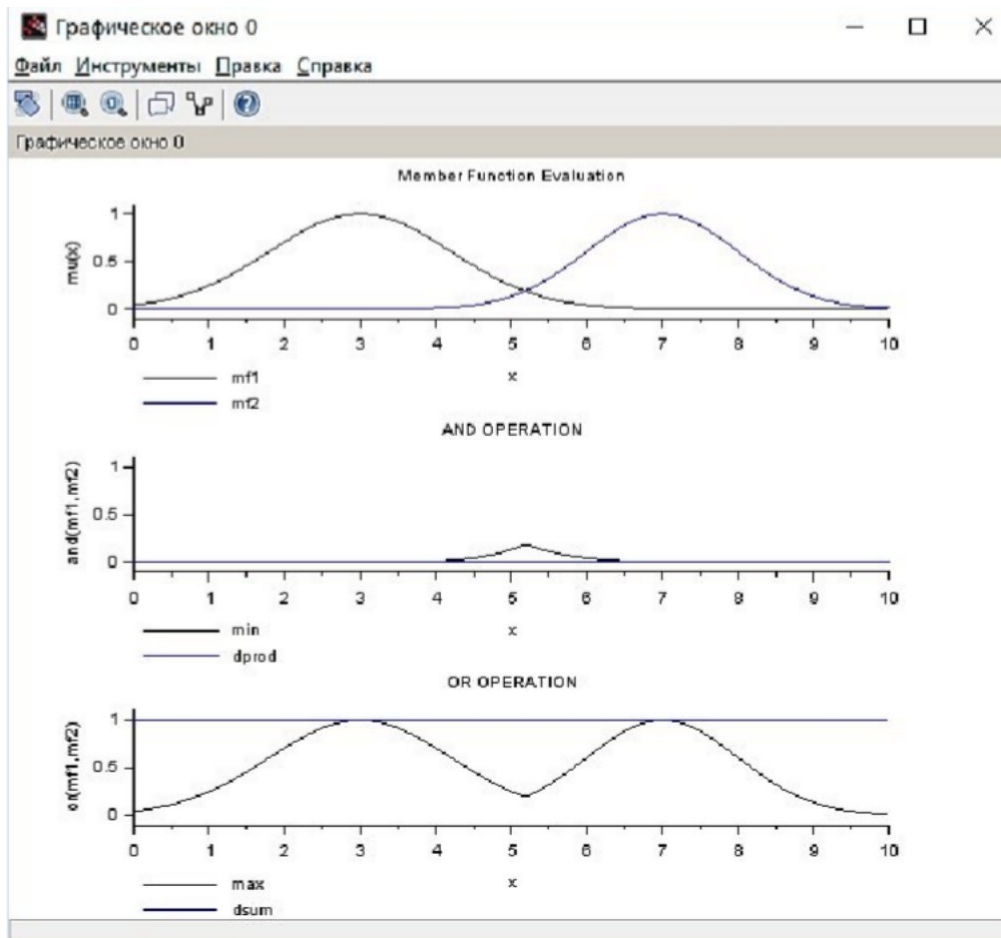 Графическое окно 0
Файл Инструменты Правка Справка
Графическое окно 0
Member Function Evaluation
mu(x)
1
0.5
0
0 1 2 3 4 5 6 7 8 9 10
x
mf1
mf2
AND OPERATION
and(mf1,mf2)
1
0.5
0
0 1 2 3 4 5 6 7 8 9 10
x
min
dprod
OR OPERATION
or(mf1,mf2)
1
0.5
0
0 1 2 3 4 5 6 7 8 9 10
x
max
dsum